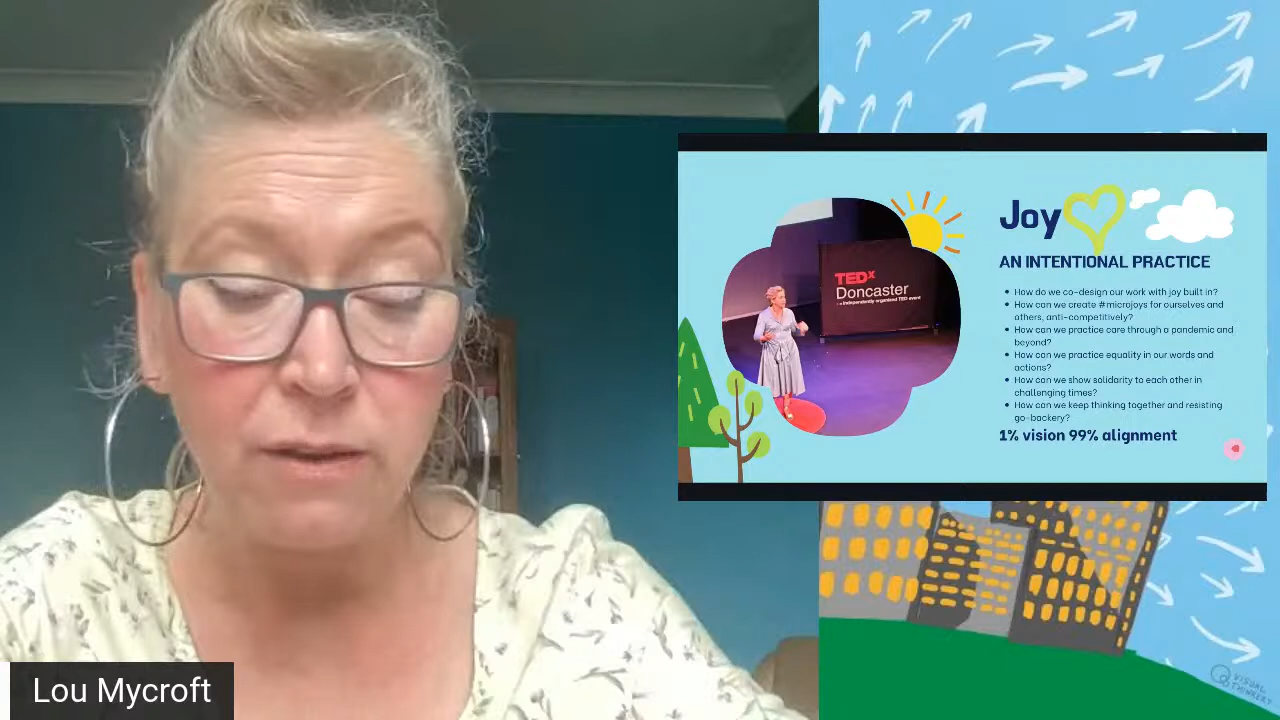 Joy
AN INTENTIONAL PRACTICE
How do we co-design our work with joy built in?
How can we create #microjoys for ourselves and
others, anti-competitively?
How can we practice care through a pandemic and
beyond?
How can we practice equality in our words and
actions?
How can we show solidarity to each other in
challenging times?
How can we keep thinking together and resisting
go-backery?
1% vision 99% alignment
TEDx
Doncaster
x = independently organized TED event
Lou Mycroft
VISUAL
THINKERY